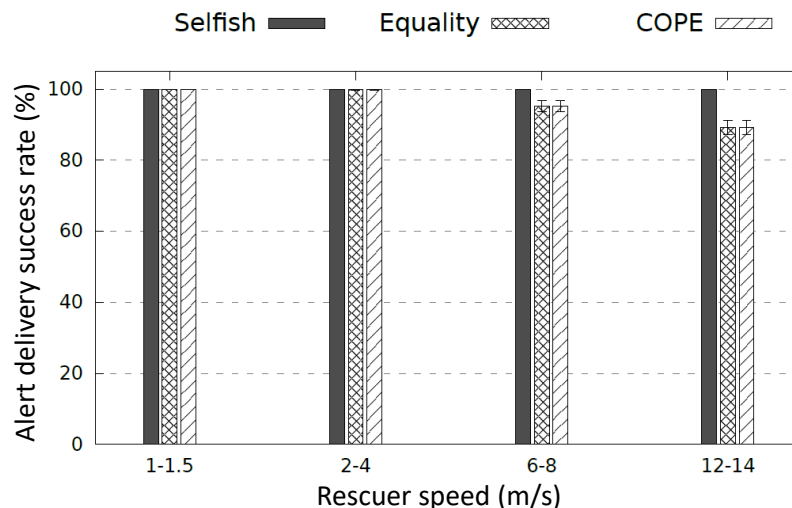 Selfish Equality COPE
Alert delivery success rate (%)
100
80
60
40
20
0
1-1.5 2-4 6-8 12-14
Rescuer speed (m/s)